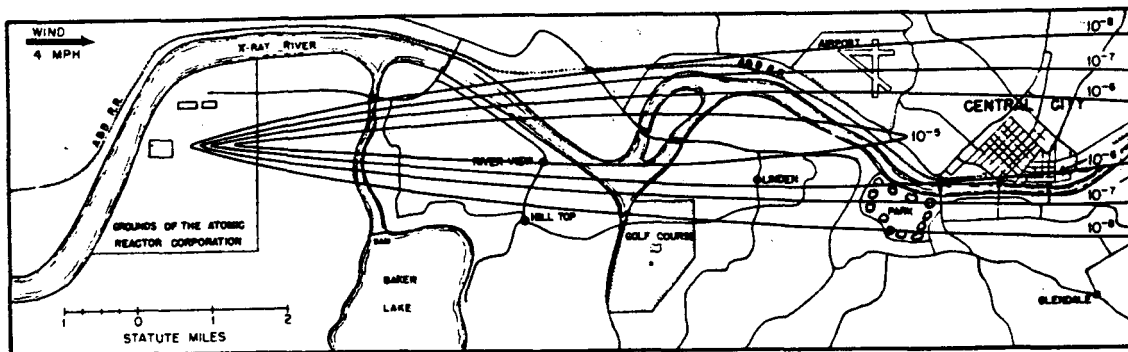 WIND
4 MPH
X-RAY RIVER
A B B R.R.
AIRPORT
A B B R.R.
10⁻⁸
10⁻⁷
10⁻⁶
CENTRAL CITY
10⁻⁵
RIVER-VIEW
LINDEN
10⁻⁶
10⁻⁷
PARK
HILL TOP
GROUNDS OF THE ATOMIC
REACTOR CORPORATION
DAM
GOLF COURSE
10⁻⁸
BAKER
LAKE
GLENDALE
1 0 1 2
STATUTE MILES